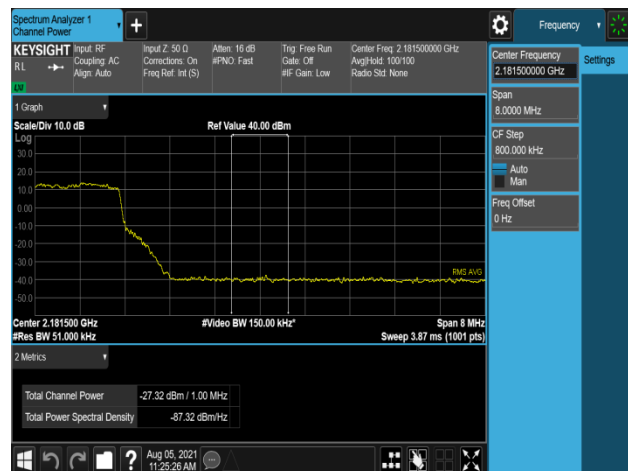 Spectrum Analyzer 1
Channel Power
Frequency
KEYSIGHT
RL
LW
Input: RF
Coupling: AC
Align: Auto
Input Z: 50 Ω
Corrections: On
Freq Ref: Int (S)
Atten: 16 dB
#PNO: Fast
Trig: Free Run
Gate: Off
#IF Gain: Low
Center Freq: 2.181500000 GHz
Avg|Hold: 100/100
Radio Std: None
Center Frequency
2.181500000 GHz
Settings
Span
8.0000 MHz
CF Step
800.000 kHz
Auto
Man
Freq Offset
0 Hz
1 Graph
Scale/Div 10.0 dB
Ref Value 40.00 dBm
Log
30.0
20.0
10.0
0.00
-10.0
-20.0
-30.0
-40.0
-50.0
RMS AVG
Center 2.181500 GHz
#Video BW 150.00 kHz*
Span 8 MHz
#Res BW 51.000 kHz
Sweep 3.87 ms (1001 pts)
2 Metrics
Total Channel Power
-27.32 dBm / 1.00 MHz
Total Power Spectral Density
-87.32 dBm/Hz
?
Aug 05, 2021
11:25:26 AM